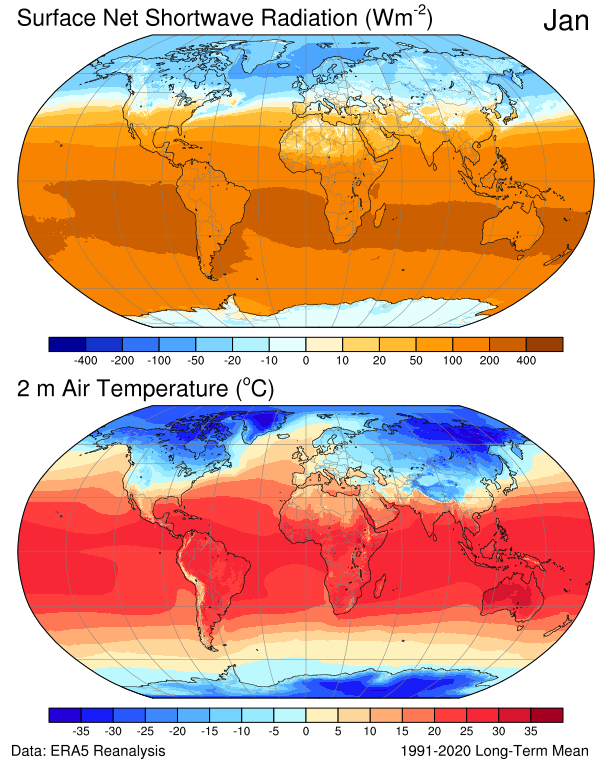 Surface Net Shortwave Radiation (Wm-2) Jan
-400 -200 -100 -50 -20 -10 0 10 20 50 100 200 400
2 m Air Temperature (oC)
-35 -30 -25 -20 -15 -10 -5 0 5 10 15 20 25 30 35
Data: ERA5 Reanalysis 1991-2020 Long-Term Mean